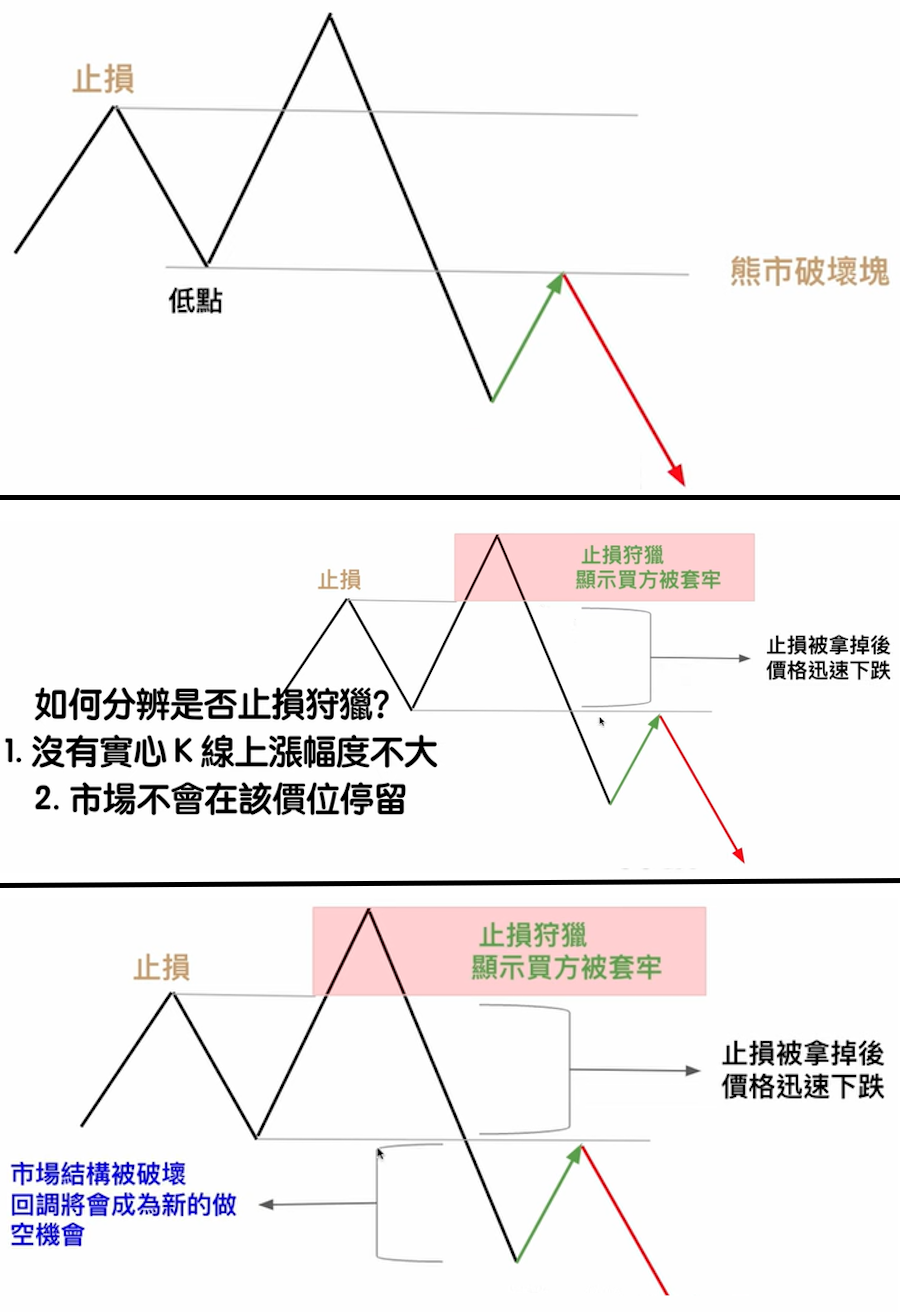 止損
熊市破壞塊
低點
止損狩獵
顯示買方被套牢
止損
止損被拿掉後
價格迅速下跌
如何分辨是否止損狩獵?
1. 沒有實心 K 線上漲幅度不大
2. 市場不會在該價位停留
止損狩獵
顯示買方被套牢
止損
止損被拿掉後
價格迅速下跌
市場結構被破壞
回調將會成為新的做
空機會